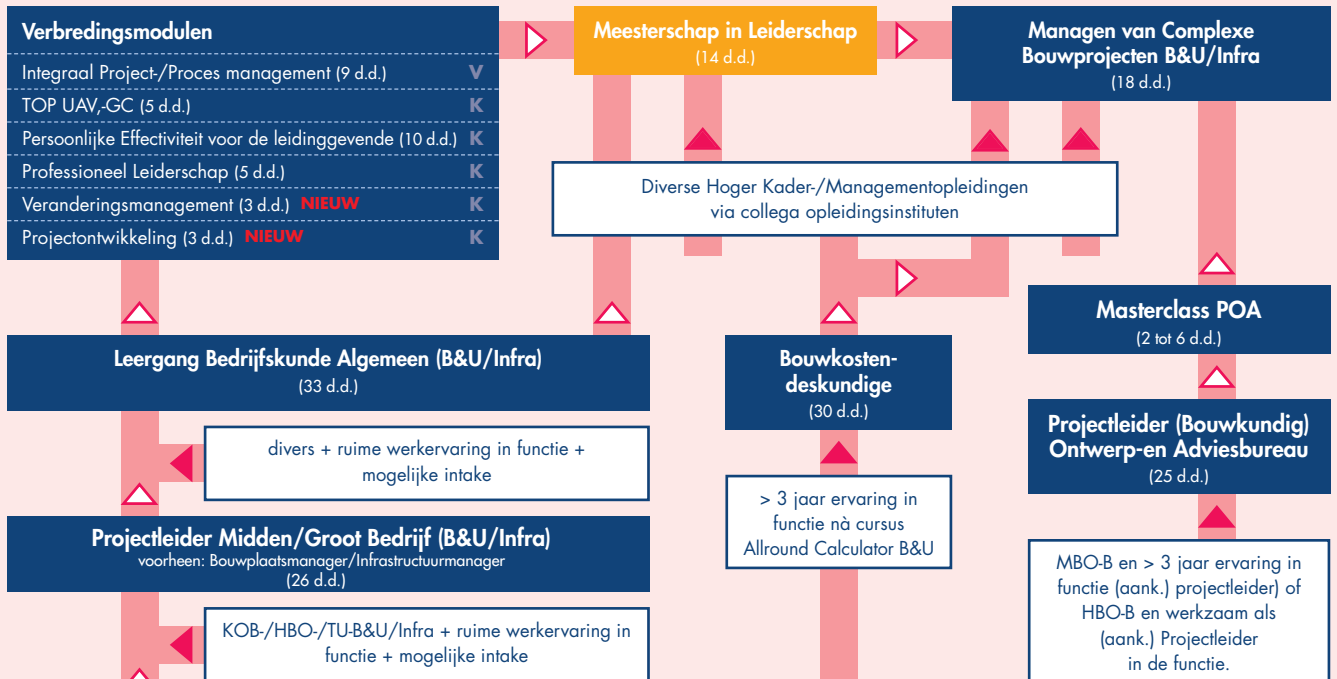 Verbredingsmodulen
Integraal Project-/Proces management (9 d.d.) V
TOP UAV,-GC (5 d.d.) K
Persoonlijke Effectiviteit voor de leidinggevende (10 d.d.) K
Professioneel Leiderschap (5 d.d.) K
Veranderingsmanagement (3 d.d.) NIEUW K
Projectontwikkeling (3 d.d.) NIEUW K
Meesterschap in Leiderschap
(14 d.d.)
Managen van Complexe
Bouwprojecten B&U/Infra
(18 d.d.)
Diverse Hoger Kader-/Managementopleidingen
via collega opleidingsinstituten
Leergang Bedrijfskunde Algemeen (B&U/Infra)
(33 d.d.)
divers + ruime werkervaring in functie +
mogelijke intake
Projectleider Midden/Groot Bedrijf (B&U/Infra)
voorheen: Bouwplaatsmanager/Infrastructuurmanager
(26 d.d.)
KOB-/HBO-/TU-B&U/Infra + ruime werkervaring in
functie + mogelijke intake
Bouwkosten-
deskundige
(30 d.d.)
> 3 jaar ervaring in
functie nà cursus
Allround Calculator B&U
Masterclass POA
(2 tot 6 d.d.)
Projectleider (Bouwkundig)
Ontwerp-en Adviesbureau
(25 d.d.)
MBO-B en > 3 jaar ervaring in
functie (aank.) projectleider) of
HBO-B en werkzaam als
(aank.) Projectleider
in de functie.